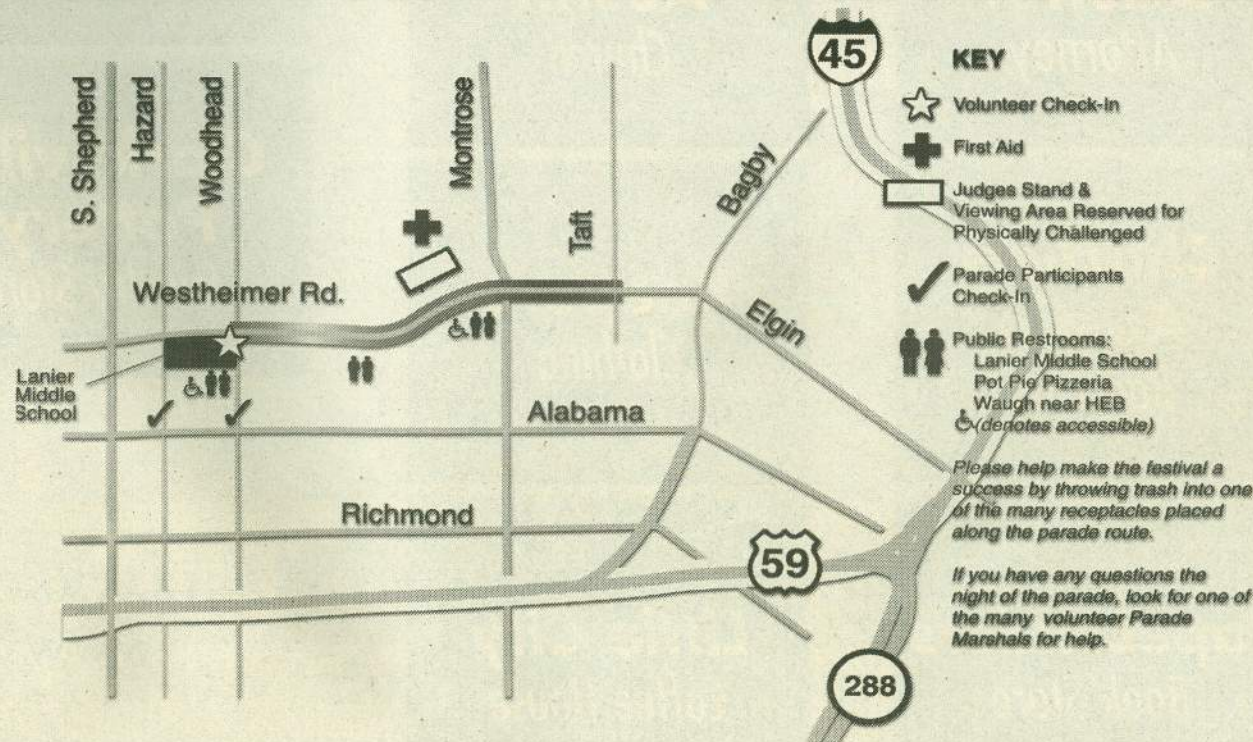 S. Shepherd
Hazard
Woodhead
Montrose
Taft
Bagby
45
Westheimer Rd.
Elgin
Lanier
Middle
School
Alabama
Richmond
59
288
KEY
Volunteer Check-In
First Aid
Judges Stand &
Viewing Area Reserved for
Physically Challenged
Parade Participants
Check-In
Public Restrooms:
Lanier Middle School
Pot Pie Pizzeria
Waugh near HEB
(denotes accessible)
Please help make the festival a
success by throwing trash into one
of the many receptacles placed
along the parade route.
If you have any questions the
night of the parade, look for one of
the many volunteer Parade
Marshals for help.